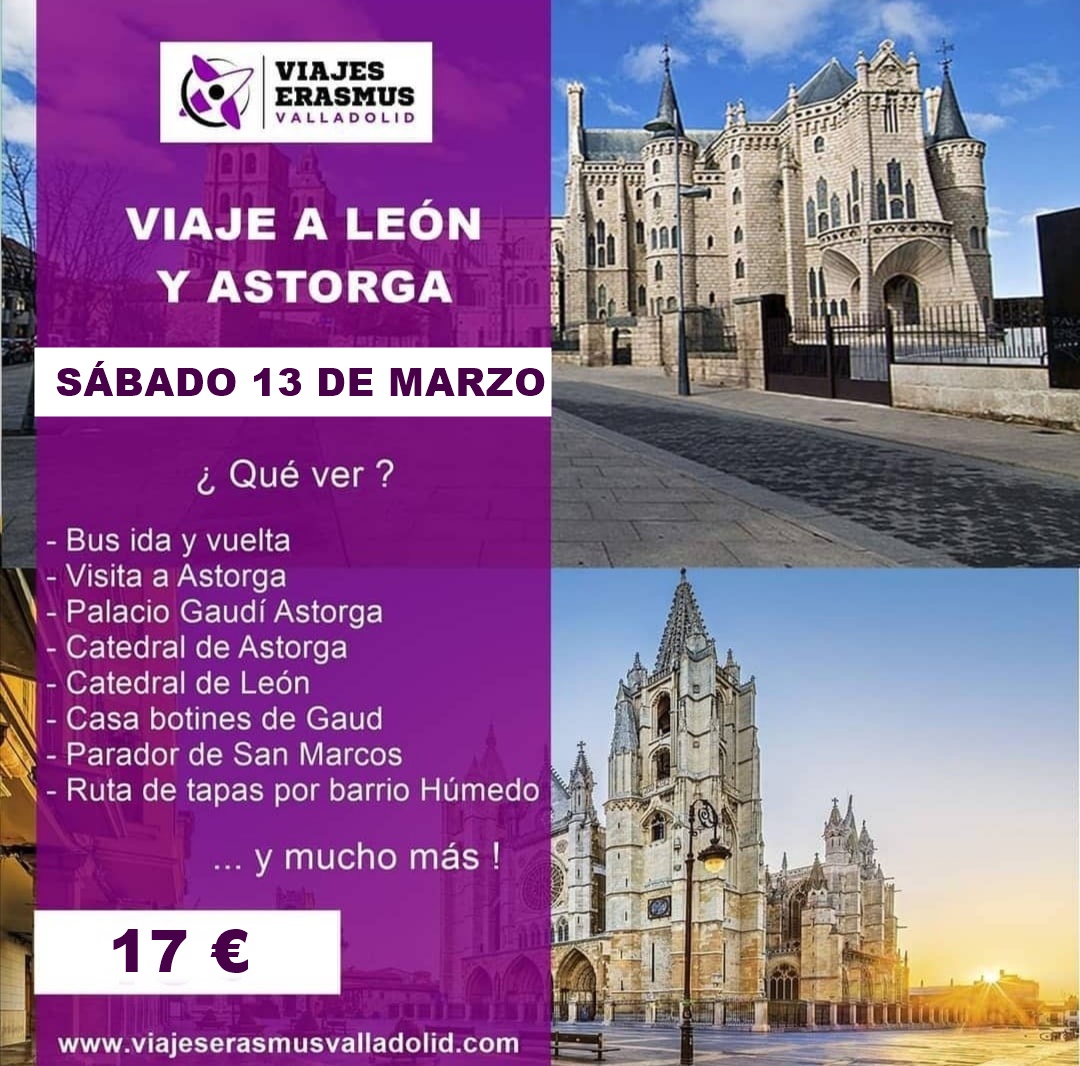 VIAJES
ERASMUS
VALLADOLID
VIAJE A LEÓN
Y ASTORGA
SÁBADO 13 DE MARZO
¿ Qué ver ?
- Bus ida y vuelta
- Visita a Astorga
- Palacio Gaudí Astorga
- Catedral de Astorga
- Catedral de León
- Casa botines de Gaud
- Parador de San Marcos
- Ruta de tapas por barrio Húmedo
... y mucho más !
17 €
www.viajeserasmusvalladolid.com